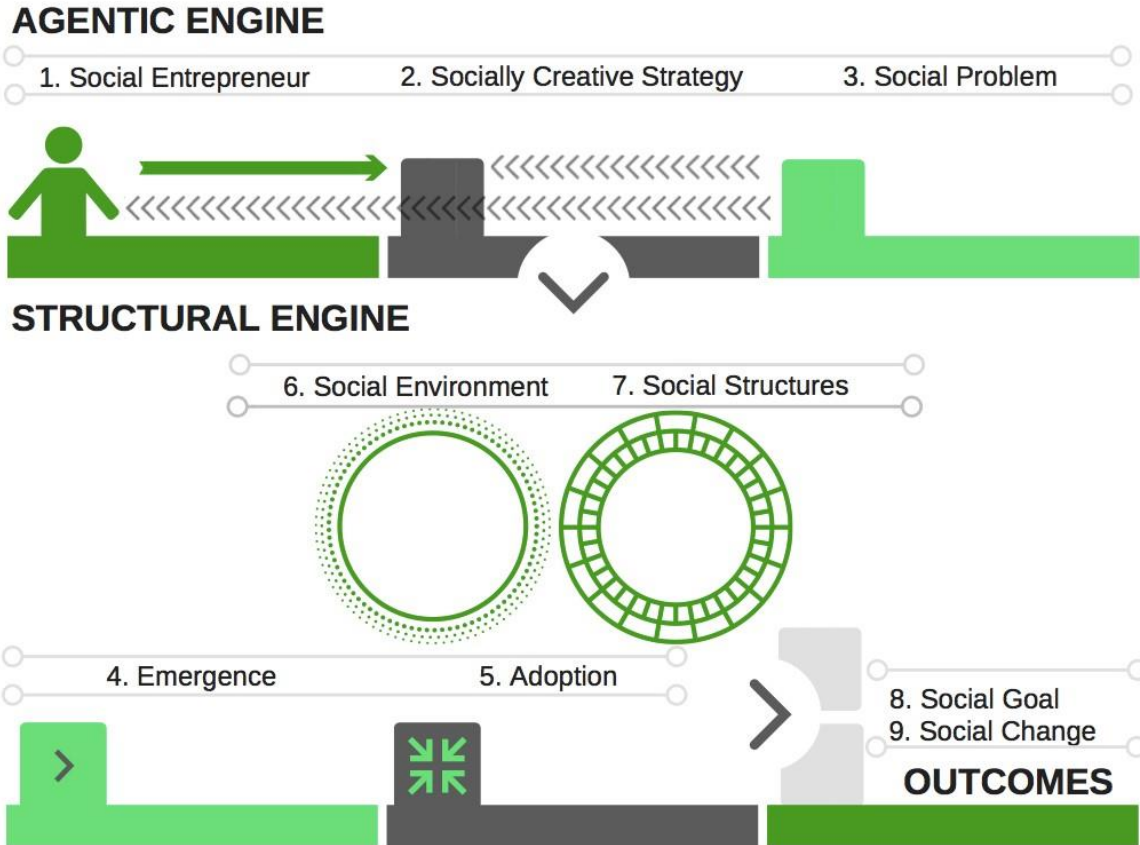 AGENTIC ENGINE
1. Social Entrepreneur
2. Socially Creative Strategy
3. Social Problem
STRUCTURAL ENGINE
6. Social Environment
7. Social Structures
4. Emergence
5. Adoption
8. Social Goal
9. Social Change
OUTCOMES